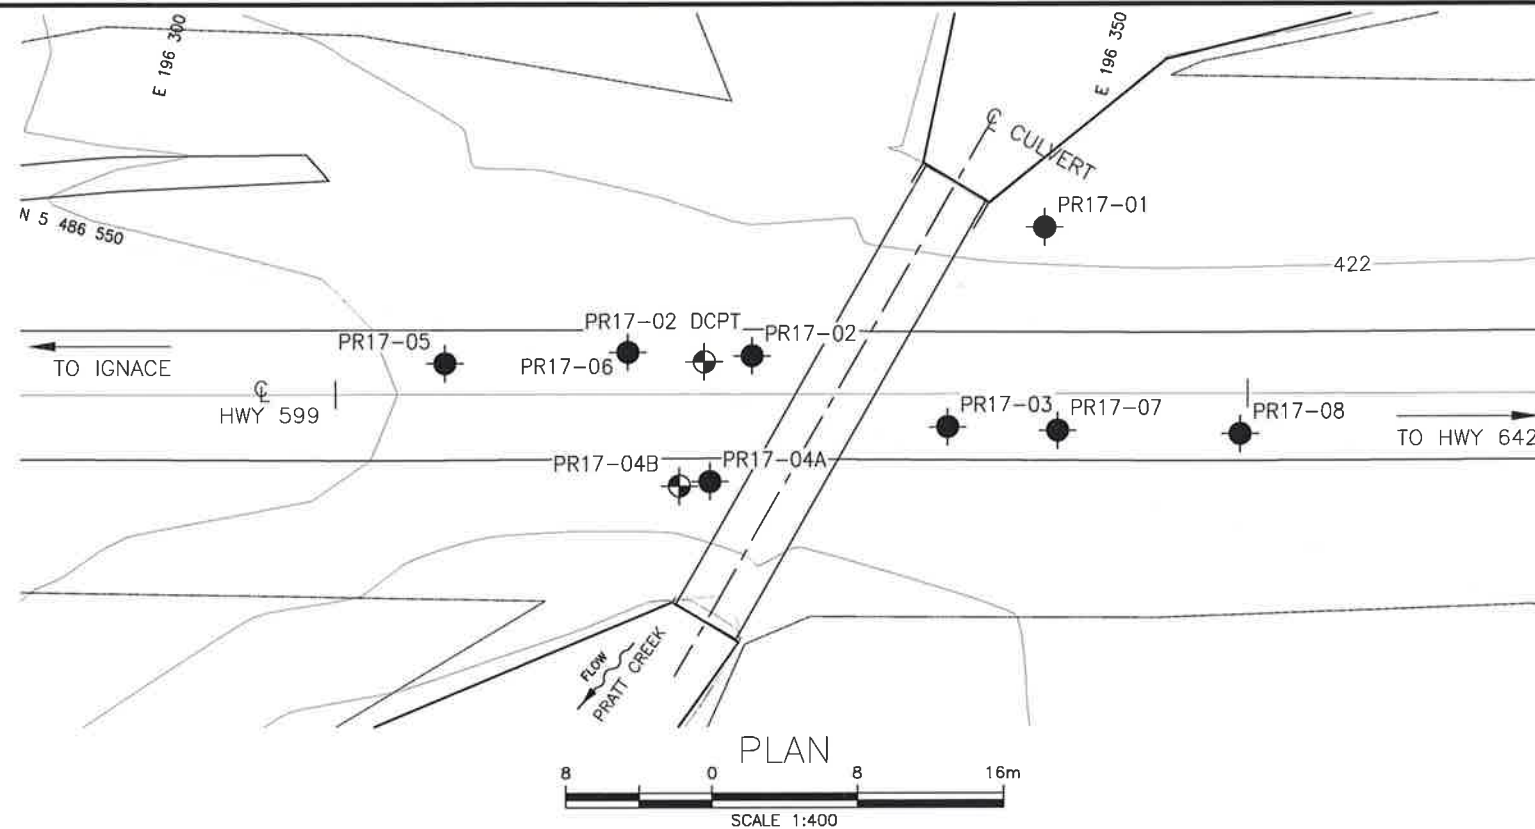 E 196 300
E 196 350
℄ CULVERT
PR17-01
N 5 486 550
422
PR17-02 DCPT
PR17-02
PR17-05
PR17-06
TO IGNACE
℄ HWY 599
PR17-03
PR17-07
PR17-08
TO HWY 642
PR17-04B
PR17-04A
FLOW
PRATT CREEK
PLAN
8 0 8 16m
SCALE 1:400